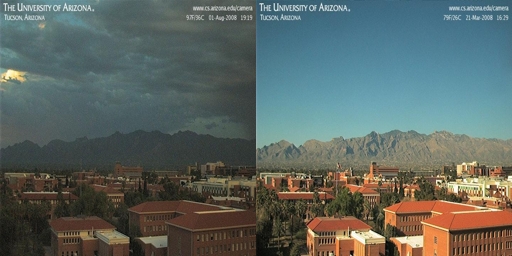 THE UNIVERSITY OF ARIZONA.
TUCSON, ARIZONA
www.cs.arizona.edu/camera
97F/36C 01-Aug-2008 19:19
THE UNIVERSITY OF ARIZONA.
TUCSON, ARIZONA
www.cs.arizona.edu/camera
79F/26C 21-Mar-2008 16:29